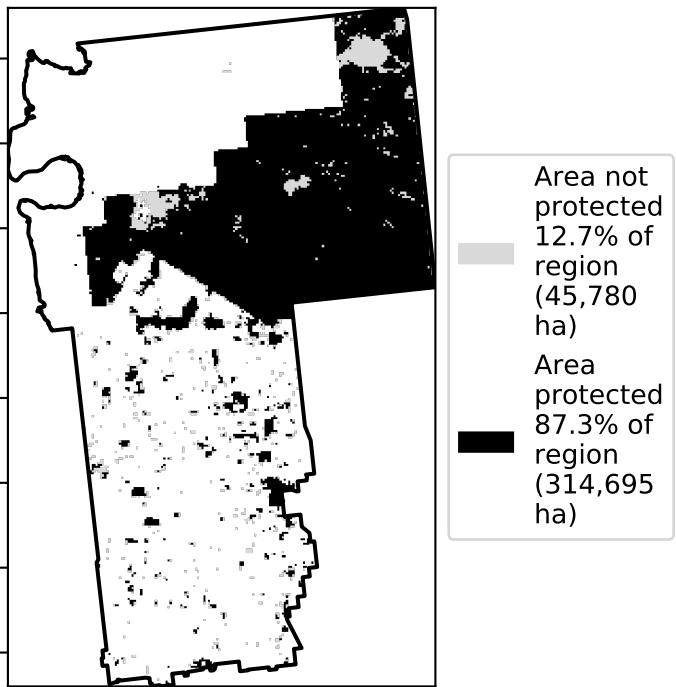 Area not
protected
12.7% of
region
(45,780
ha)
Area
protected
87.3% of
region
(314,695
ha)